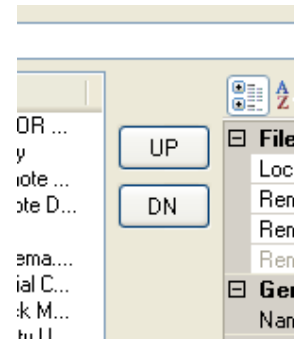 OR ...
y
note ...
ote D...
ema....
ial C...
k M...
UP
DN
A
Z
File
Loc
Ren
Ren
Ren
Ger
Nan